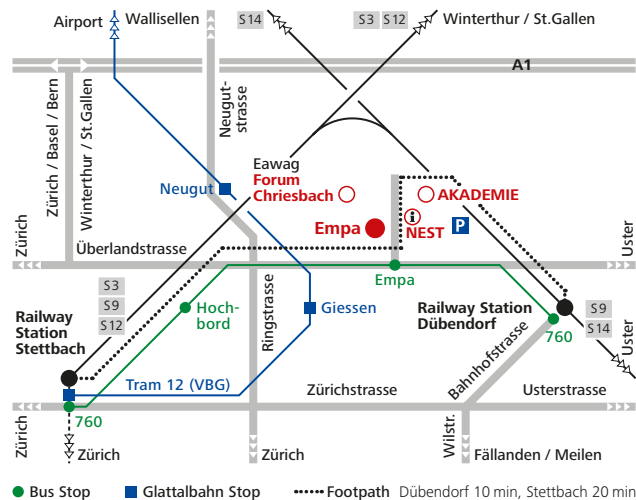 Airport
Wallisellen
S14
S3 S12
Winterthur / St.Gallen
A1
Zürich / Basel / Bern
Winterthur / St.Gallen
Neugut-
strasse
Neugut
Eawag
Forum
Chriesbach
AKADEMIE
Empa
i
NEST
P
Zürich
Überlandstrasse
Uster
Empa
S3
S9
S12
Hoch-
bord
Ringstrasse
Giessen
Railway
Station
Stettbach
Railway Station
Dübendorf
S9
S14
760
Uster
Bahnhofstrasse
Tram 12 (VBG)
Zürichstrasse
Usterstrasse
760
Zürich
Zürich
Zürich
Wilstr.
Fällanden / Meilen
Bus Stop
Glattalbahn Stop
Footpath Dübendorf 10 min, Stettbach 20 min